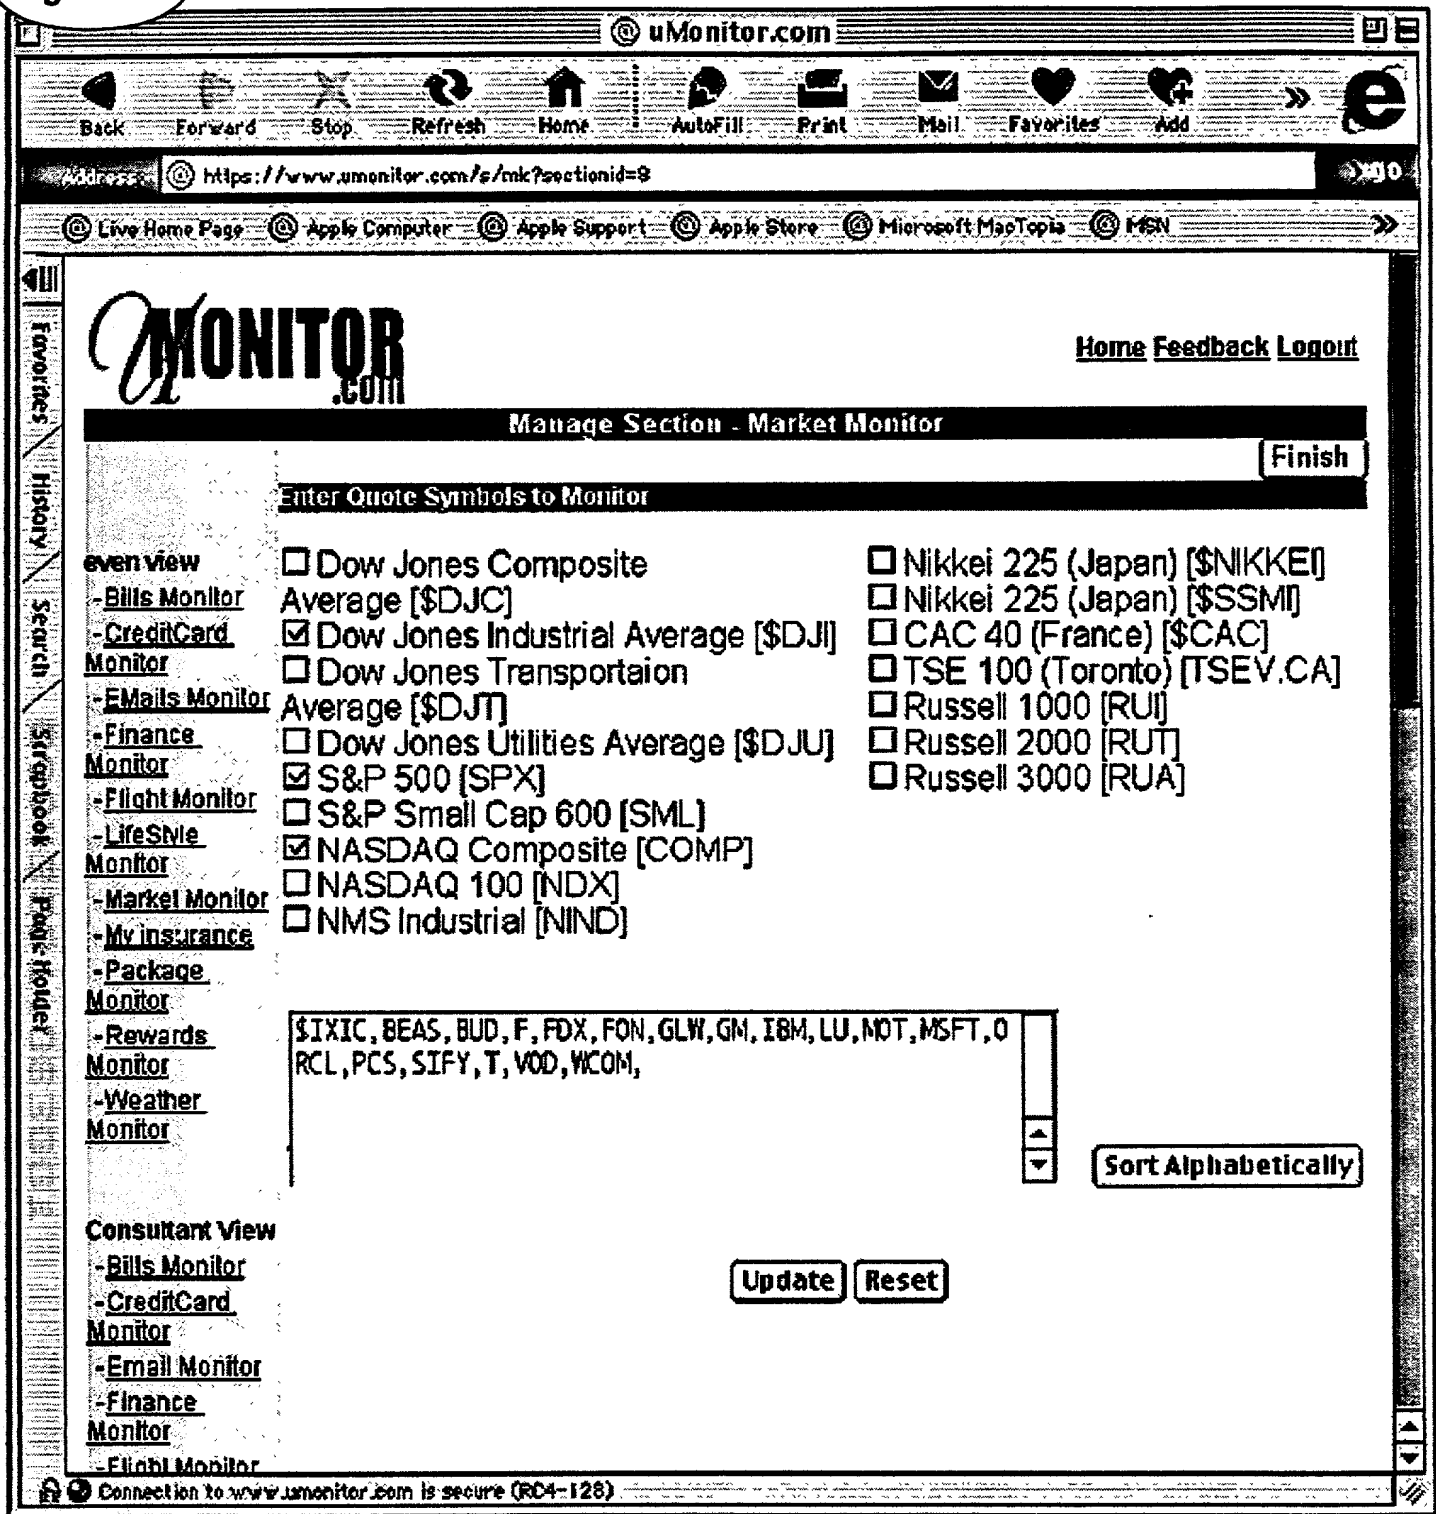 @ uMonitor.com
Back Forward Stop Refresh Home AutoFill Print Mail Favorites Add »
Address: @ https://www.umonitor.com/s/mk?sectionid=9 go
@ Live Home Page @ Apple Computer @ Apple Support @ Apple Store @ Microsoft MacTopia @ MSN »
Favorites
History
Search
Scrapbook
Page Holder
UMONITOR
.com
Home Feedback Logout
Manage Section - Market Monitor
Finish
Enter Quote Symbols to Monitor
even view
-Bills Monitor
-CreditCard
Monitor
-EMails Monitor
-Finance
Monitor
-Flight Monitor
-LifeStyle
Monitor
-Market Monitor
-My insurance
-Package
Monitor
-Rewards
Monitor
-Weather
Monitor
Consultant View
-Bills Monitor
-CreditCard
Monitor
-Email Monitor
-Finance
Monitor
-Flight Monitor
Dow Jones Composite
Average [$DJC]
Dow Jones Industrial Average [$DJI]
Dow Jones Transportaion
Average [$DJT]
Dow Jones Utilities Average [$DJU]
S&P 500 [SPX]
S&P Small Cap 600 [SML]
NASDAQ Composite [COMP]
NASDAQ 100 [NDX]
NMS Industrial [NIND]
Nikkei 225 (Japan) [$NIKKEI]
Nikkei 225 (Japan) [$SSMI]
CAC 40 (France) [$CAC]
TSE 100 (Toronto) [TSEV.CA]
Russell 1000 [RUI]
Russell 2000 [RUT]
Russell 3000 [RUA]
$IXIC,BEAS,BUD,F,FDX,FON,GLW,GM,IBM,LU,MOT,MSFT,O
RCL,PCS,SIFY,T,VOD,WCOM,
Sort Alphabetically
Update Reset
Connection to www.umonitor.com is secure (RC4-128)